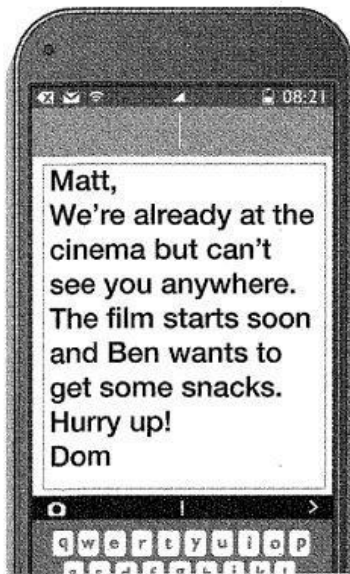 08:21
Matt,
We're already at the
cinema but can't
see you anywhere.
The film starts soon
and Ben wants to
get some snacks.
Hurry up!
Dom
q w e r t y u i o p